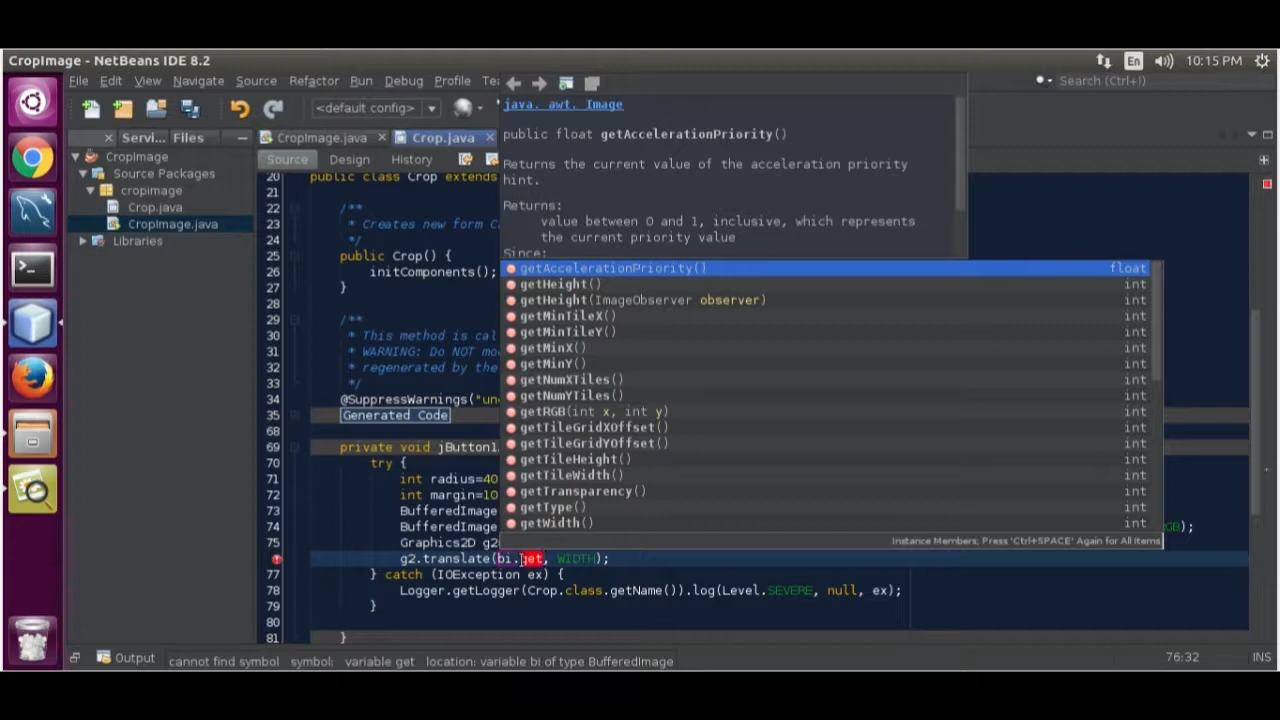 CropImage - NetBeans IDE 8.2
En
10:15 PM
File Edit View Navigate Source Refactor Run Debug Profile
Search (Ctrl+I)
<default config>
java. awt. Image
public float getAccelerationPriority()
Returns the current value of the acceleration priority
hint.
Returns:
value between 0 and 1, inclusive, which represents
the current priority value
Since:
Servi... Files
CropImage.java
Crop.java
CropImage
Source Packages
cropimage
Crop.java
CropImage.java
Libraries
Source Design History
20 public class Crop extends
21
22 /**
23 * Creates new form C
24 */
25 public Crop() {
26 initComponents();
27 }
28
29 /**
30 * This method is cal
31 * WARNING: Do NOT mo
32 * regenerated by the
33 */
34 @SuppressWarnings("un
35 Generated Code
68
69 private void jButton1
70 try {
71 int radius=40
72 int margin=10
73 BufferedImage
74 BufferedImage GB);
75 Graphics2D g2
g2.translate(bi.get, WIDTH);
77 } catch (IOException ex) {
78 Logger.getLogger(Crop.class.getName()).log(Level.SEVERE, null, ex);
79 }
80
81 }
getAccelerationPriority() float
getHeight() int
getHeight(ImageObserver observer) int
getMinTileX() int
getMinTileY() int
getMinX() int
getMinY() int
getNumXTiles() int
getNumYTiles() int
getRGB(int x, int y) int
getTileGridXOffset() int
getTileGridYOffset() int
getTileHeight() int
getTileWidth() int
getTransparency() int
getType() int
getWidth() int
Instance Members; Press 'Ctrl+SPACE' Again for All Items
Output
cannot find symbol symbol: variable get location: variable bi of type BufferedImage
76:32
INS